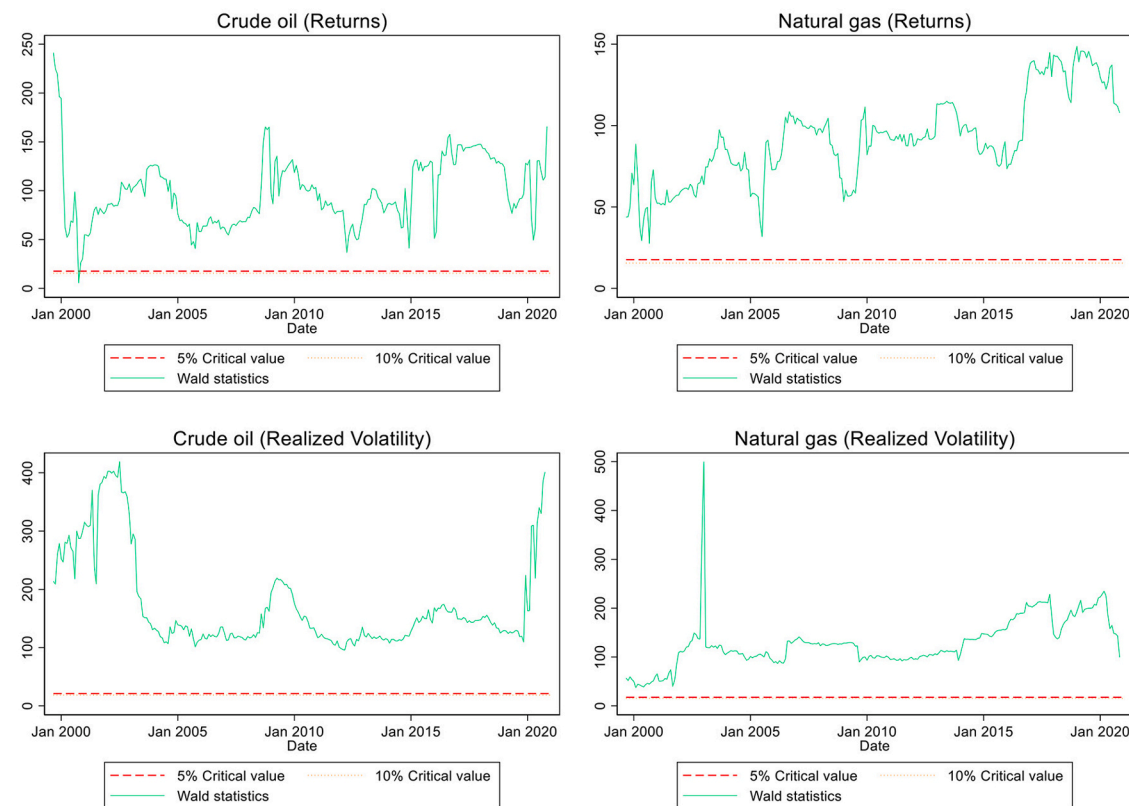 Crude oil (Returns)
250
200
150
100
50
0
Jan 2000 Jan 2005 Jan 2010 Jan 2015 Jan 2020
Date
5% Critical value 10% Critical value
Wald statistics
Natural gas (Returns)
150
100
50
0
Jan 2000 Jan 2005 Jan 2010 Jan 2015 Jan 2020
Date
5% Critical value 10% Critical value
Wald statistics
Crude oil (Realized Volatility)
400
300
200
100
0
Jan 2000 Jan 2005 Jan 2010 Jan 2015 Jan 2020
Date
5% Critical value 10% Critical value
Wald statistics
Natural gas (Realized Volatility)
500
400
300
200
100
0
Jan 2000 Jan 2005 Jan 2010 Jan 2015 Jan 2020
Date
5% Critical value 10% Critical value
Wald statistics